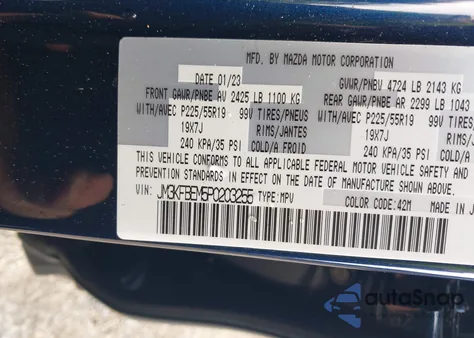 MFD. BY MAZDA MOTOR CORPORATION
DATE 01/23 GVWR/PNBV 4724 LB 2143 KG
FRONT GAWR/PNBE AV 2425 LB 1100 KG REAR GAWR/PNBE AR 2299 LB 1043
WITH/AVEC P225/55R19 99V TIRES/PNEUS WITH/AVEC P225/55R19 99V TIRES/PNEUS
19X7J RIMS/JANTES 19X7J RIMS/JANTES
240 KPA/35 PSI COLD/A FROID 240 KPA/35 PSI COLD/A
THIS VEHICLE CONFORMS TO ALL APPLICABLE FEDERAL MOTOR VEHICLE SAFETY,
PREVENTION STANDARDS IN EFFECT ON THE DATE OF MANUFACTURE SHOWN ABOVE.
VIN: JM3KFBEM5P0203255 TYPE: MPV
COLOR CODE: 42M MADE IN
autoSnap